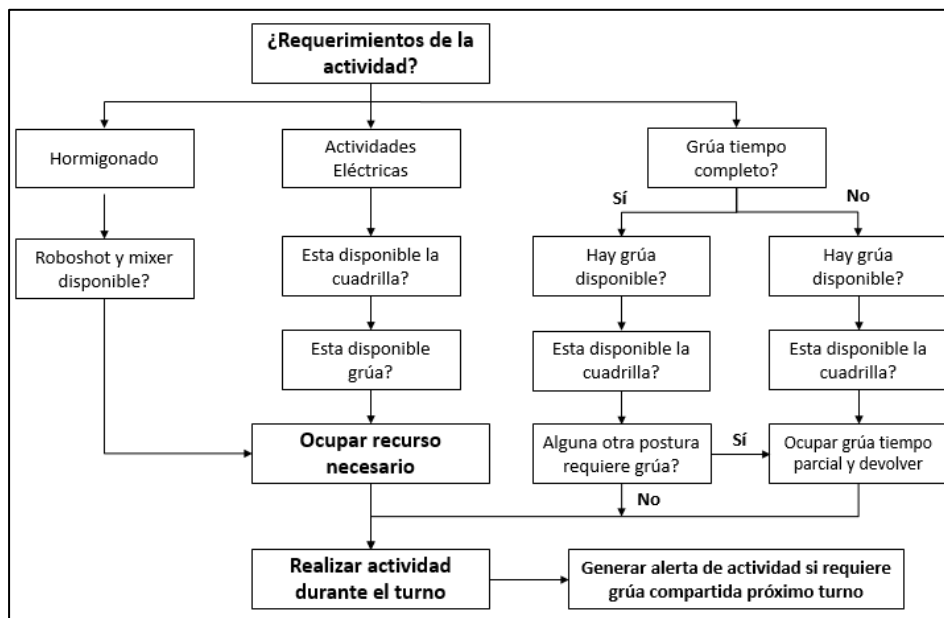 ¿Requerimientos de la
actividad?
Hormigonado
Actividades
Eléctricas
Grúa tiempo
completo?
Sí
No
Roboshot y mixer
disponible?
Esta disponible la
cuadrilla?
Hay grúa
disponible?
Hay grúa
disponible?
Esta disponible
grúa?
Esta disponible la
cuadrilla?
Esta disponible la
cuadrilla?
Ocupar recurso
necesario
Alguna otra postura
requiere grúa?
Sí
Ocupar grúa tiempo
parcial y devolver
No
Realizar actividad
durante el turno
Generar alerta de actividad si requiere
grúa compartida próximo turno